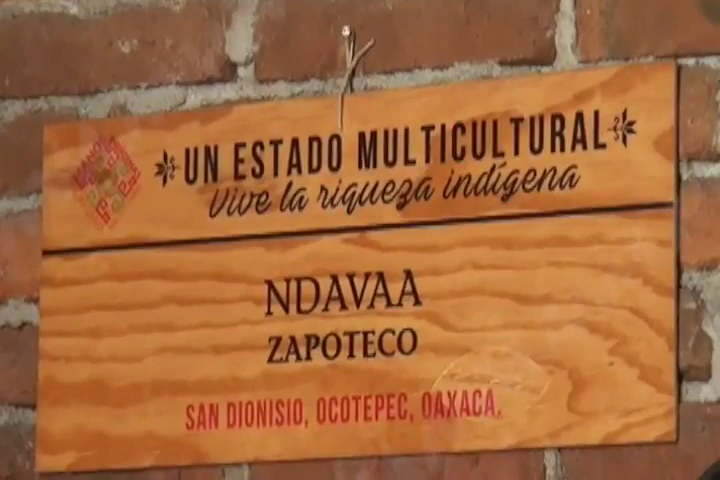 UN ESTADO MULTICULTURAL
Vive la riqueza indígena
NDAVAA
ZAPOTECO
SAN DIONISIO, OCOTEPEC, OAXACA.